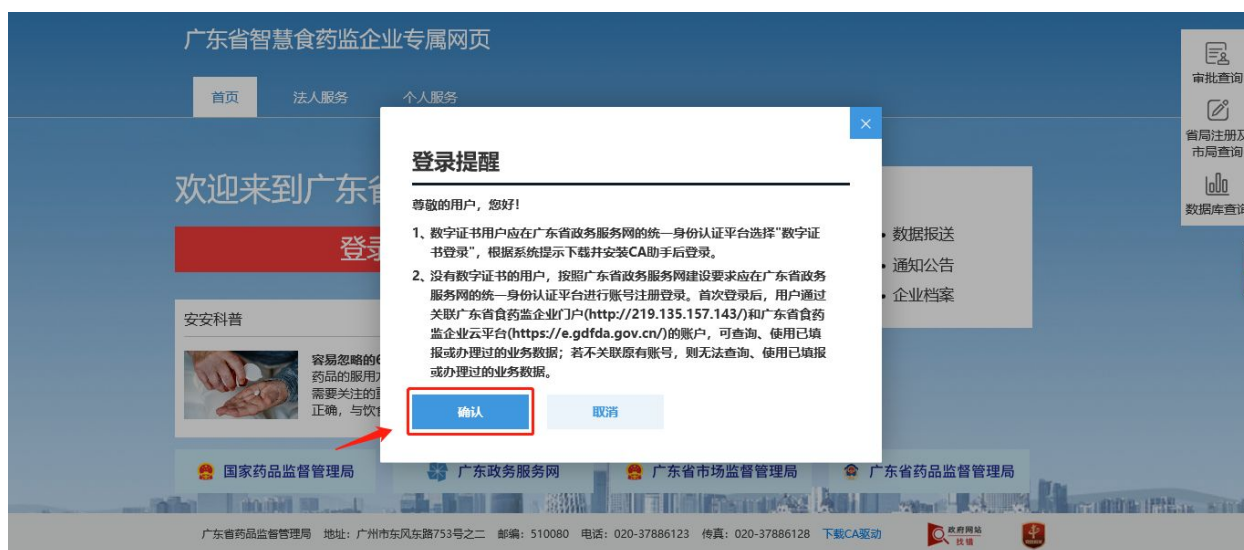 广东省智慧食药监企业专属网页
审批查询
首页
法人服务
个人服务
省局注册及
市局查询
数据库查询
登录提醒
欢迎来到广东省
尊敬的用户，您好！
1、数字证书用户应在广东省政务服务网的统一身份认证平台选择"数字证
书登录"，根据系统提示下载并安装CA助手后登录。
2、没有数字证书的用户，按照广东省政务服务网建设要求应在广东省政务
服务网的统一身份认证平台进行账号注册登录。首次登录后，用户通过
关联广东省食药监企业门户(http://219.135.157.143/)和广东省食药
监企业云平台(https://e.gdfda.gov.cn/)的账户，可查询、使用已填
报或办理过的业务数据；若不关联原有账号，则无法查询、使用已填报
或办理过的业务数据。
确认
取消
登录
• 数据报送
• 通知公告
• 企业档案
安安科普
容易忽略的6
药品的服用方
需要关注的重
正确，与饮食
国家药品监督管理局
广东政务服务网
广东省市场监督管理局
广东省药品监督管理局
广东省药品监督管理局 地址：广州市东风东路753号之二 邮编：510080 电话：020-37886123 传真：020-37886128 下载CA驱动
政府网站
找错